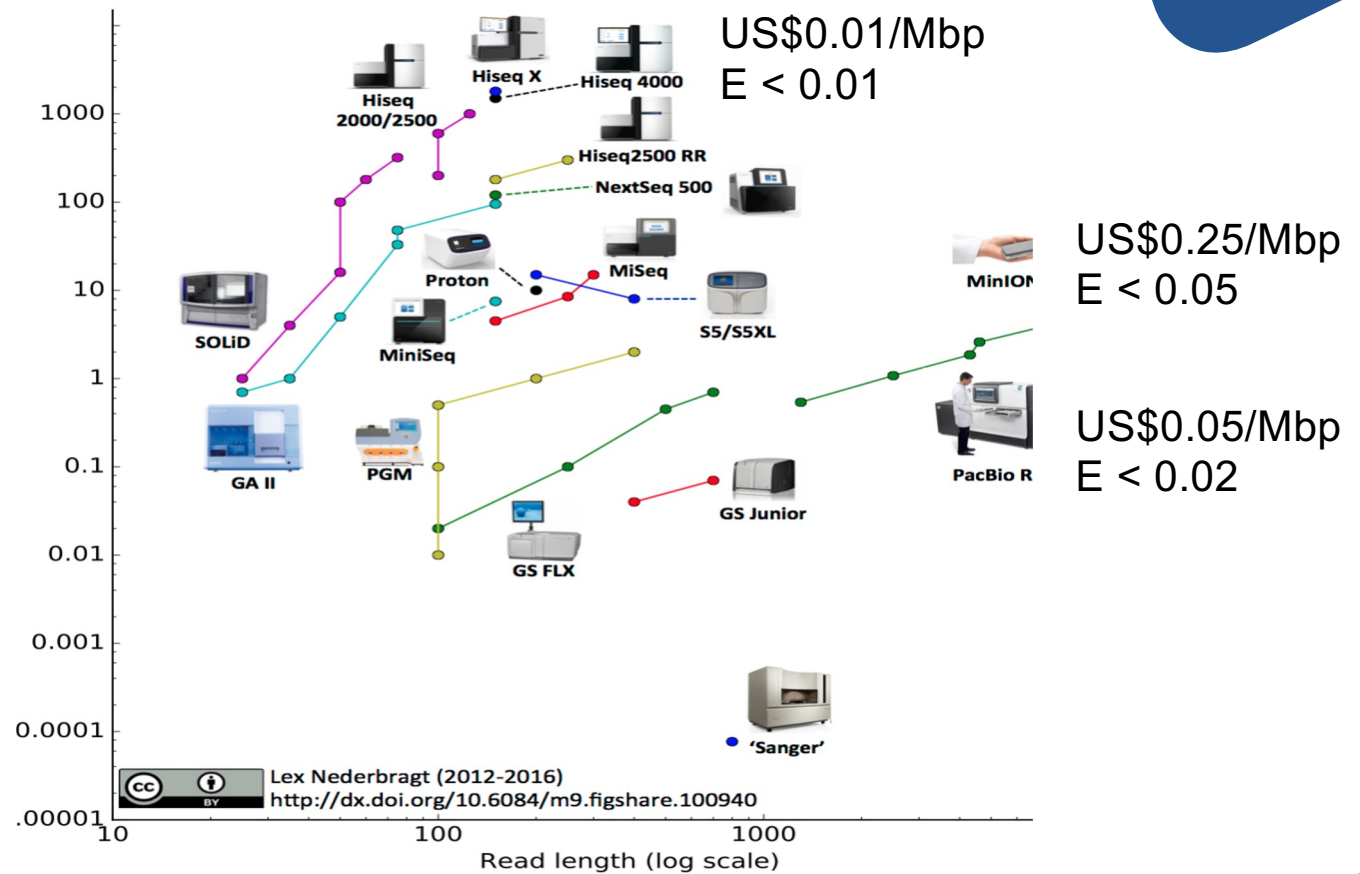 US$0.01/Mbp
E < 0.01
Hiseq X
Hiseq 4000
Hiseq
2000/2500
1000
Hiseq2500 RR
NextSeq 500
100
US$0.25/Mbp
E < 0.05
MiSeq
Proton
MinION
10
S5/S5XL
SOLiD
MiniSeq
1
US$0.05/Mbp
E < 0.02
0.1
GA II
PGM
PacBio R
GS Junior
0.01
GS FLX
0.001
0.0001
'Sanger'
cc
BY
Lex Nederbragt (2012-2016)
http://dx.doi.org/10.6084/m9.figshare.100940
.00001
10
100
1000
Read length (log scale)